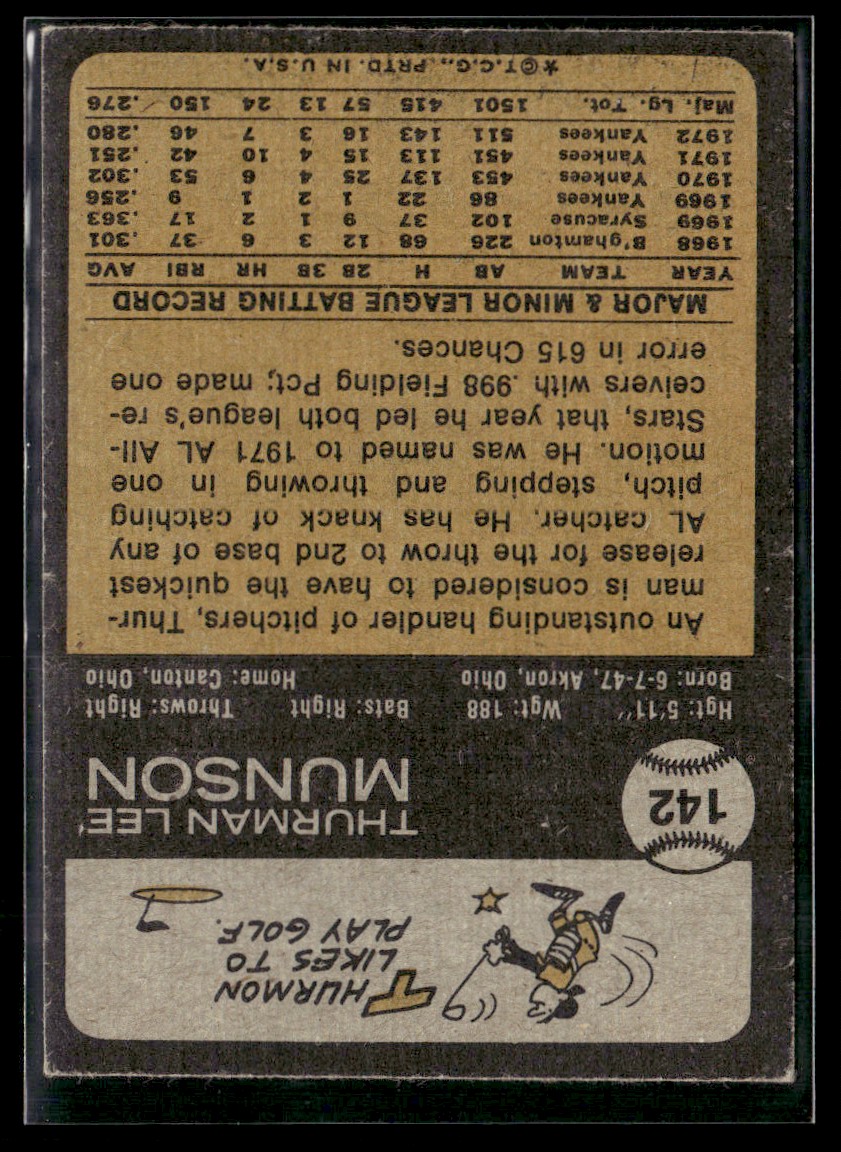 THURMON
LIKES TO
PLAY GOLF.
142
THURMAN LEE
MUNSON
Hgt: 5'11" Wgt: 188 Bats: Right Throws: Right
Born: 6-7-47, Akron, Ohio Home: Canton, Ohio
An outstanding handler of pitchers, Thur-
man is considered to have the quickest
release for the throw to 2nd base of any
AL catcher. He has knack of catching
pitch, stepping and throwing in one
motion. He was named to 1971 AL All-
Stars, that year he led both league's re-
ceivers with .998 Fielding Pct; made one
error in 615 Chances.
MAJOR & MINOR LEAGUE BATTING RECORD
YEAR TEAM AB H 2B 3B HR RBI AVG
1968 B'ghamton 226 68 12 3 6 37 .301
1969 Syracuse 102 37 9 1 2 17 .363
1969 Yankees 86 22 1 2 1 9 .256
1970 Yankees 453 137 25 4 6 53 .302
1971 Yankees 451 113 15 4 10 42 .251
1972 Yankees 511 143 16 3 7 46 .280
Maj. Lg. Tot. 1501 415 57 13 24 150 .276
★©T.C.G., PRTD. IN U.S.A.